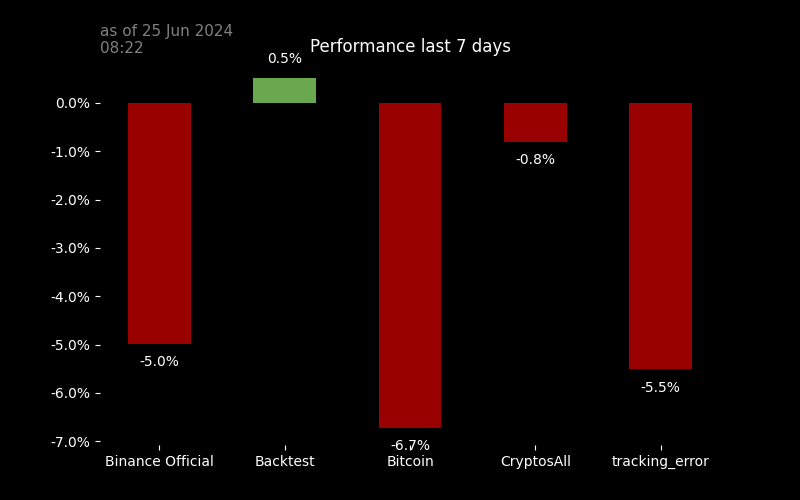 as of 25 Jun 2024
08:22
Performance last 7 days
0.5%
0.0%
-1.0%
-2.0%
-3.0%
-4.0%
-5.0%
-6.0%
-7.0%
-5.0%
-6.7%
-0.8%
-5.5%
Binance Official
Backtest
Bitcoin
CryptosAll
tracking_error